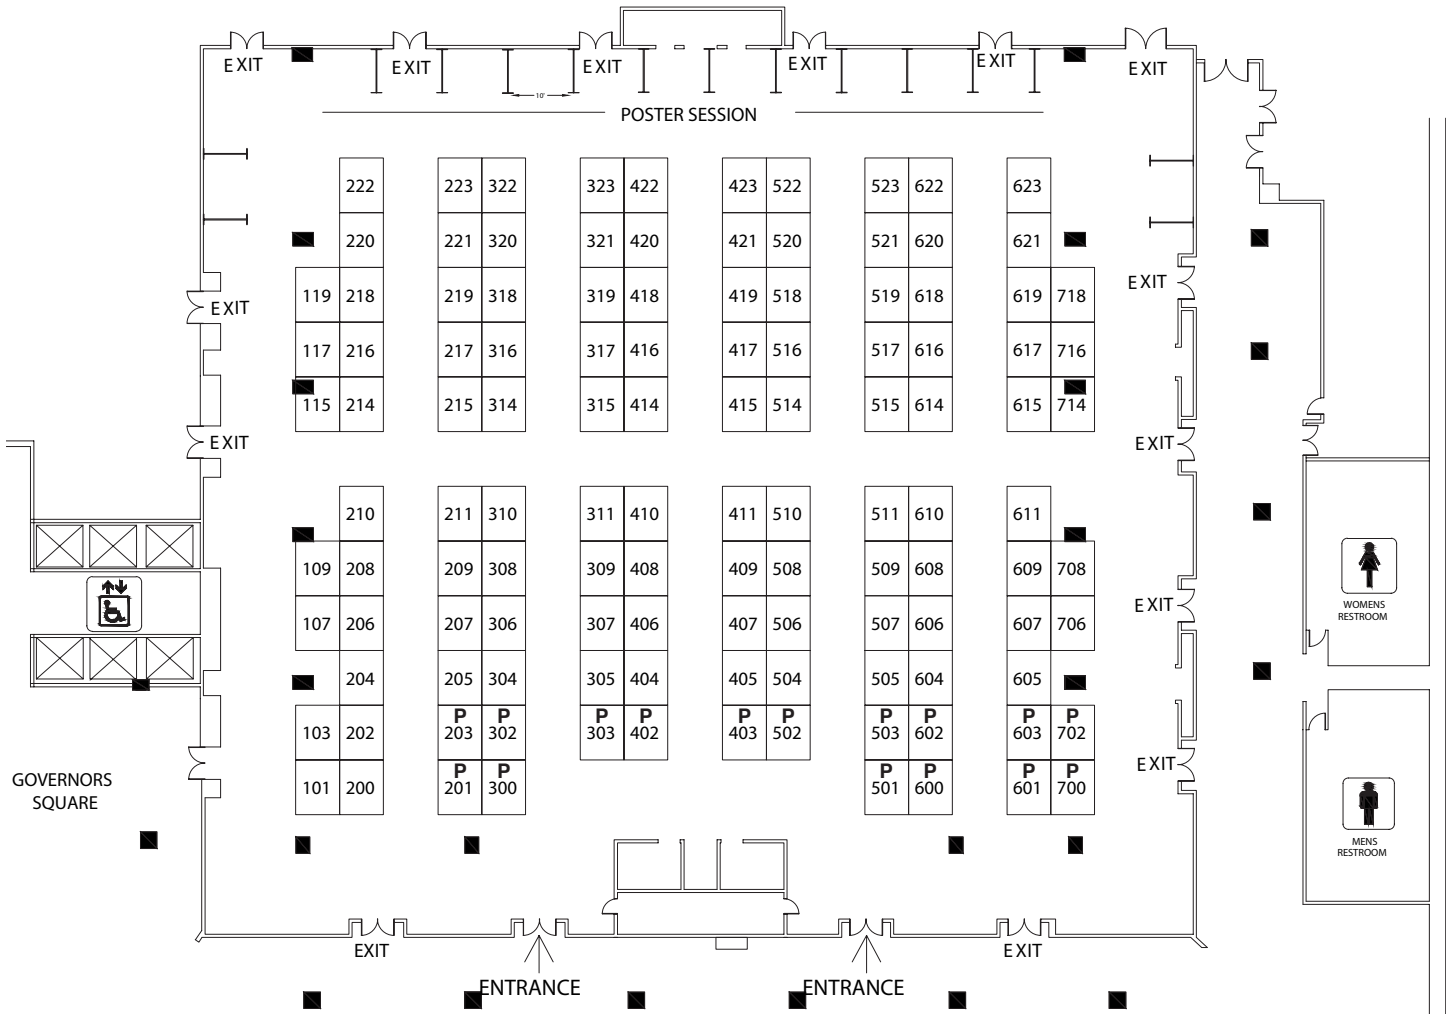 EXIT EXIT EXIT EXIT EXIT EXIT
10'
POSTER SESSION
222 223 322 323 422 423 522 523 622 623
220 221 320 321 420 421 520 521 620 621
EXIT
119 218 219 318 319 418 419 518 519 618 619 718
EXIT
117 216 217 316 317 416 417 516 517 616 617 716
115 214 215 314 315 414 415 514 515 614 615 714
EXIT EXIT
210 211 310 311 410 411 510 511 610 611
109 208 209 308 309 408 409 508 509 608 609 708
EXIT
WOMENS
RESTROOM
107 206 207 306 307 406 407 506 507 606 607 706
204 205 304 305 404 405 504 505 604 605
P P P P P P P P P P
103 202 203 302 303 402 403 502 503 602 603 702
EXIT
P P P P P P
101 200 201 300 501 600 601 700
GOVERNORS
SQUARE
MENS
RESTROOM
EXIT EXIT
ENTRANCE ENTRANCE